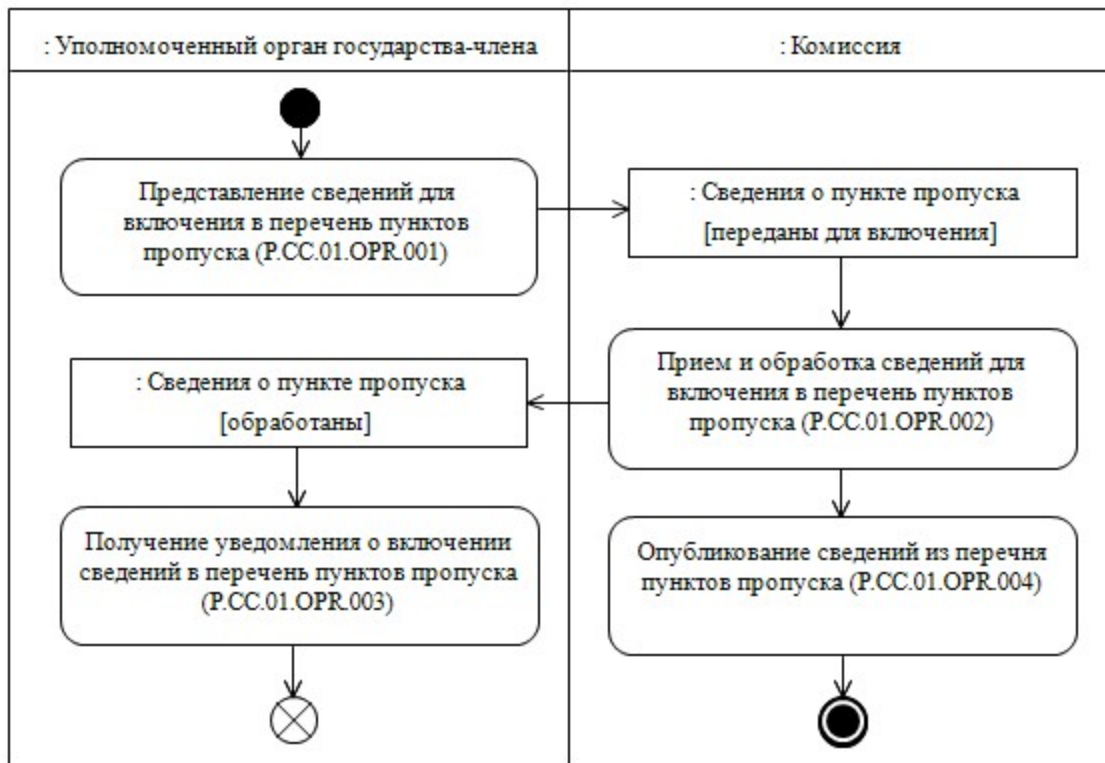 : Уполномоченный орган государства-члена
: Комиссия
Представление сведений для
включения в перечень пунктов
пропуска (P.CC.01.OPR.001)
: Сведения о пункте пропуска
[переданы для включения]
Прием и обработка сведений для
включения в перечень пунктов
пропуска (P.CC.01.OPR.002)
: Сведения о пункте пропуска
[обработаны]
Получение уведомления о включении
сведений в перечень пунктов пропуска
(P.CC.01.OPR.003)
Опубликование сведений из перечня
пунктов пропуска (P.CC.01.OPR.004)